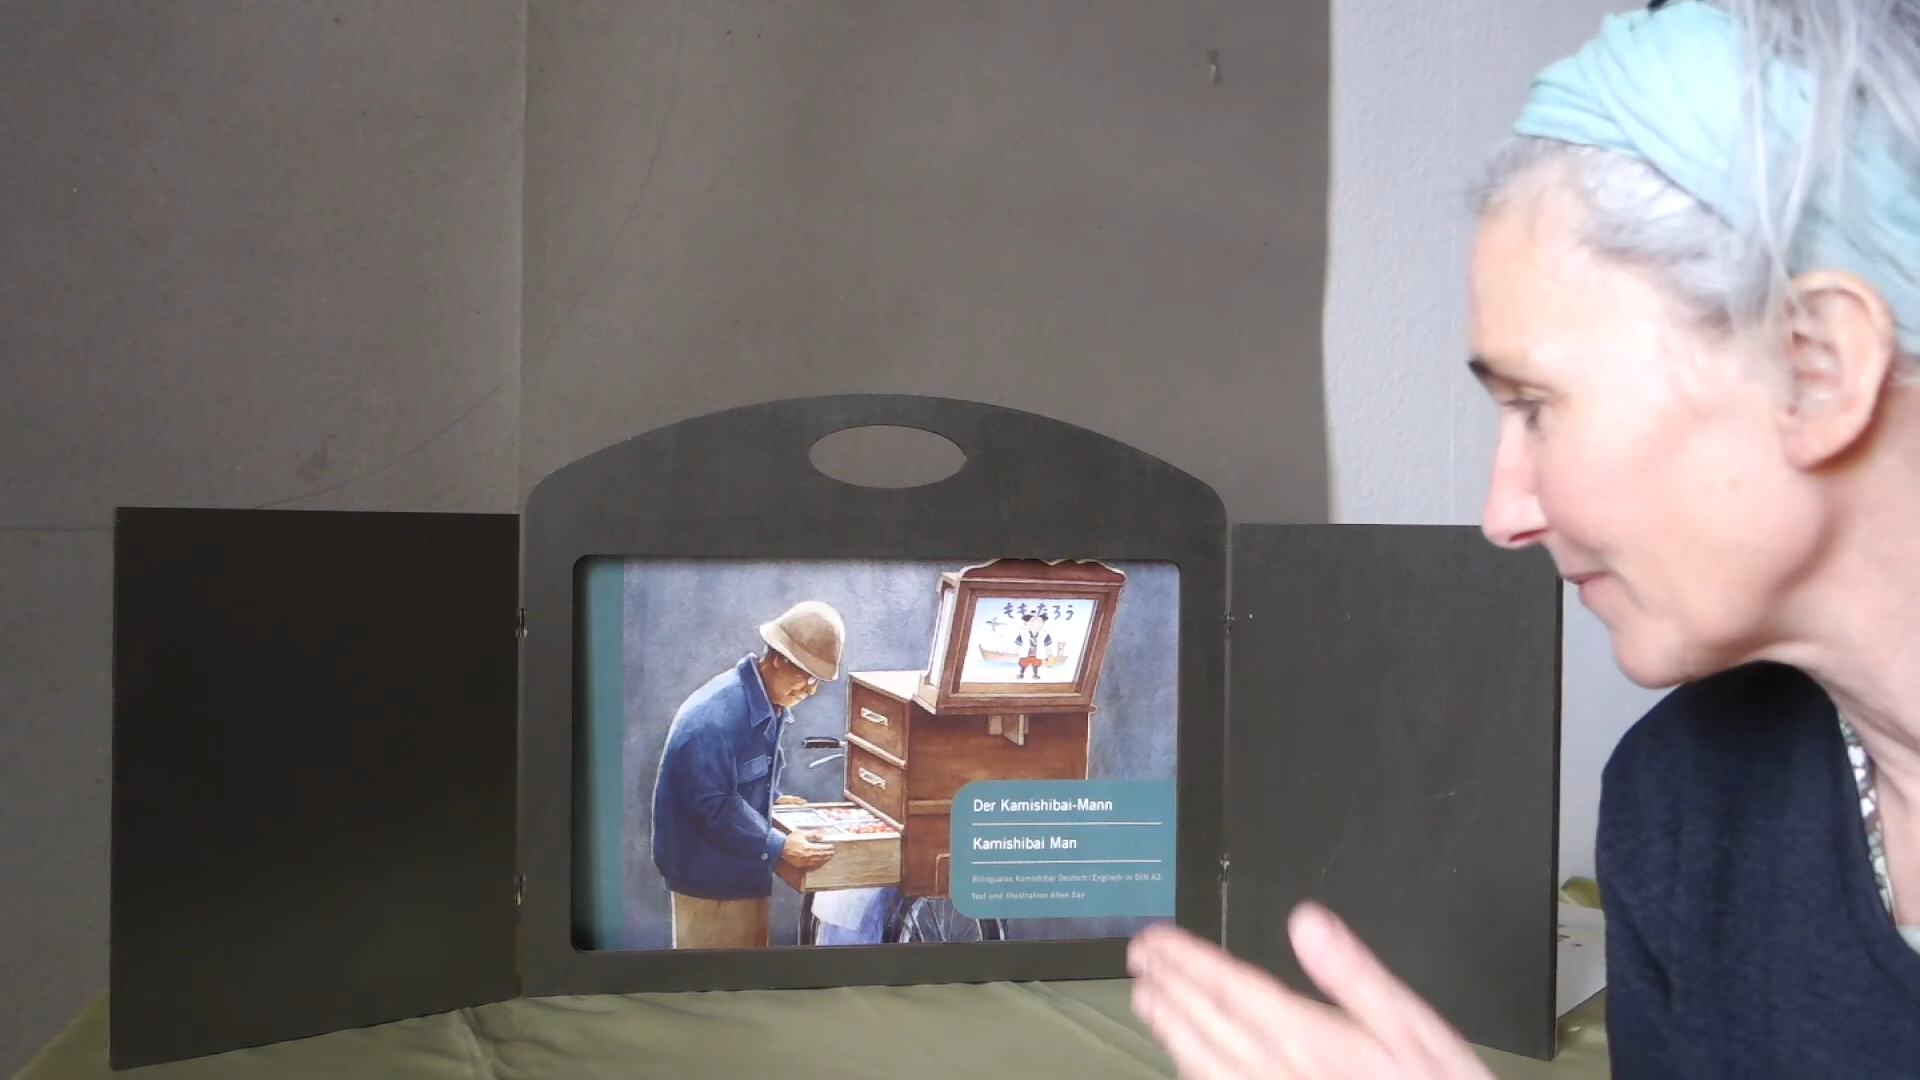 ももたろう
Der Kamishibai-Mann
Kamishibai Man
Bilinguales Kamishibai Deutsch/Englisch in DIN A3
Text und Illustration Allen Say